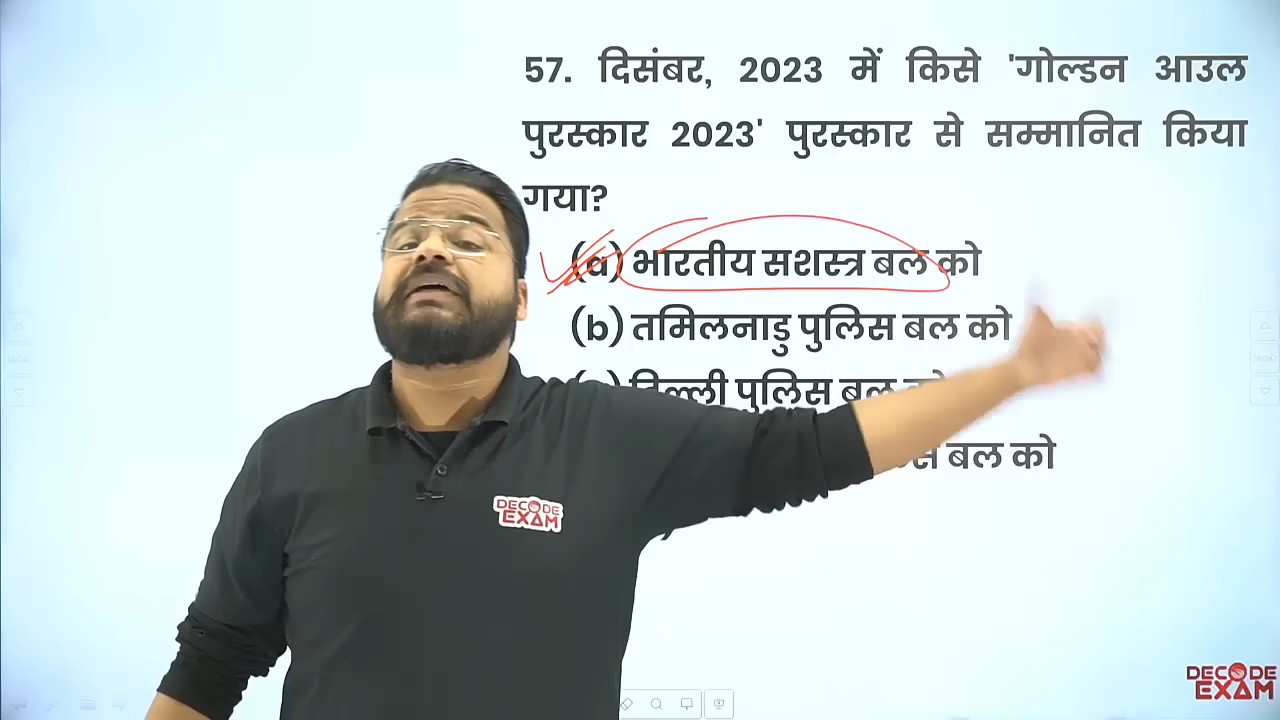 57. दिसंबर, 2023 में किसे 'गोल्डन आउल
पुरस्कार 2023' पुरस्कार से सम्मानित किया
गया?
(a) भारतीय सशस्त्र बल को
(b) तमिलनाडु पुलिस बल को
दिल्ली पुलिस बल
बल को
DECODE
EXAM
DECODE
EXAM